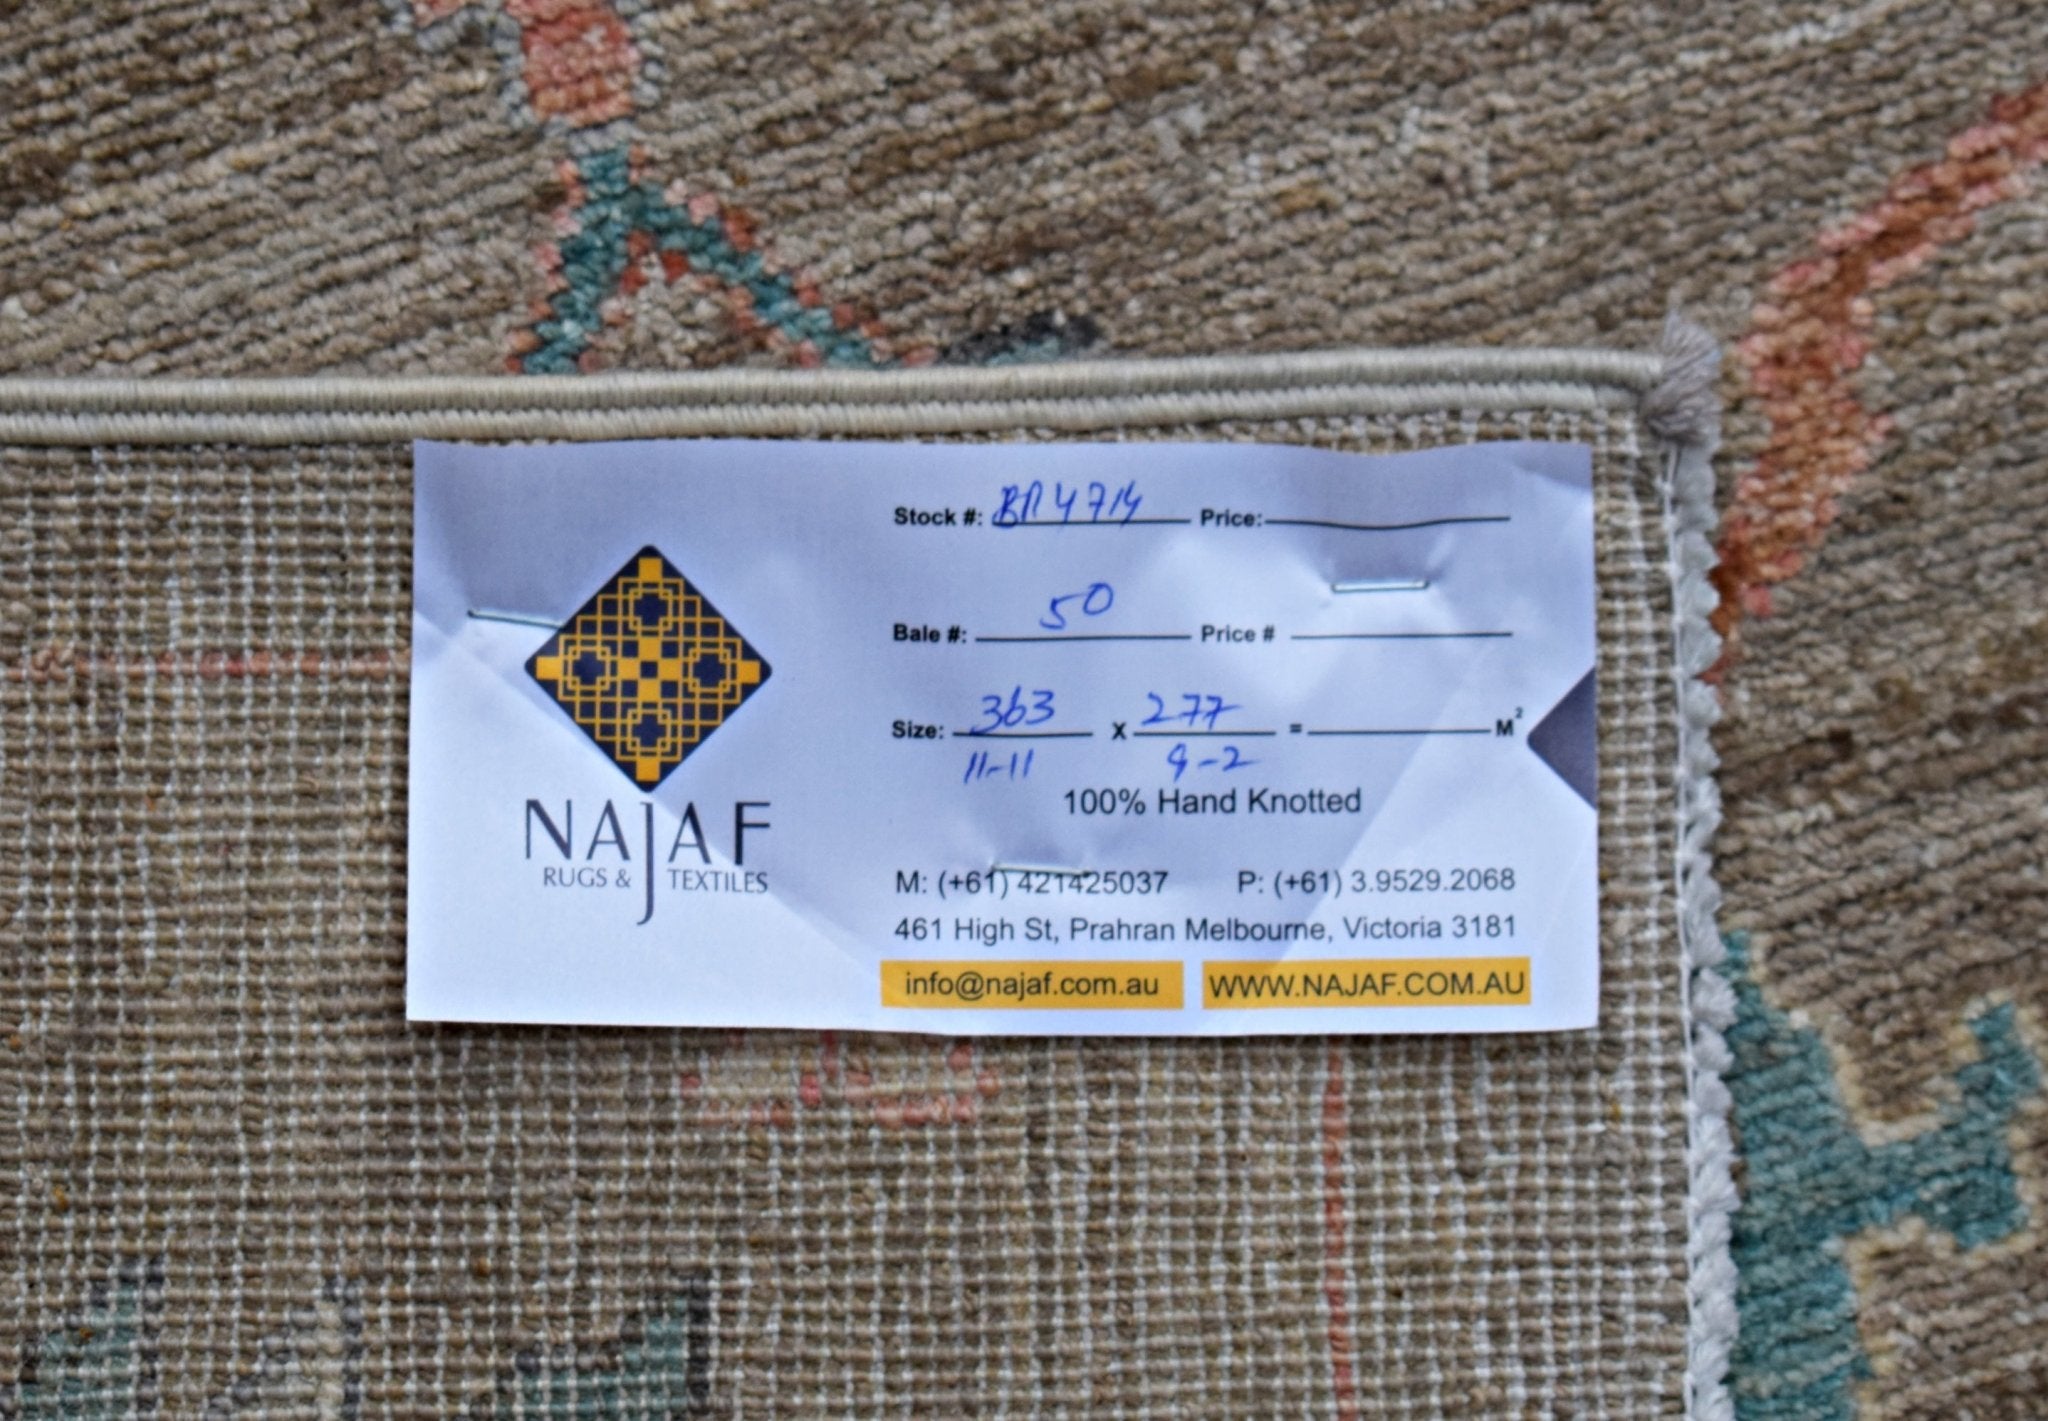 NAJAF
RUGS & TEXTILES
Stock #: BR4714 Price:
Bale #: 50 Price #
Size: 363 X 277 = M²
11-11 9-2
100% Hand Knotted
M: (+61) 421425037 P: (+61) 3.9529.2068
461 High St, Prahran Melbourne, Victoria 3181
info@najaf.com.au WWW.NAJAF.COM.AU